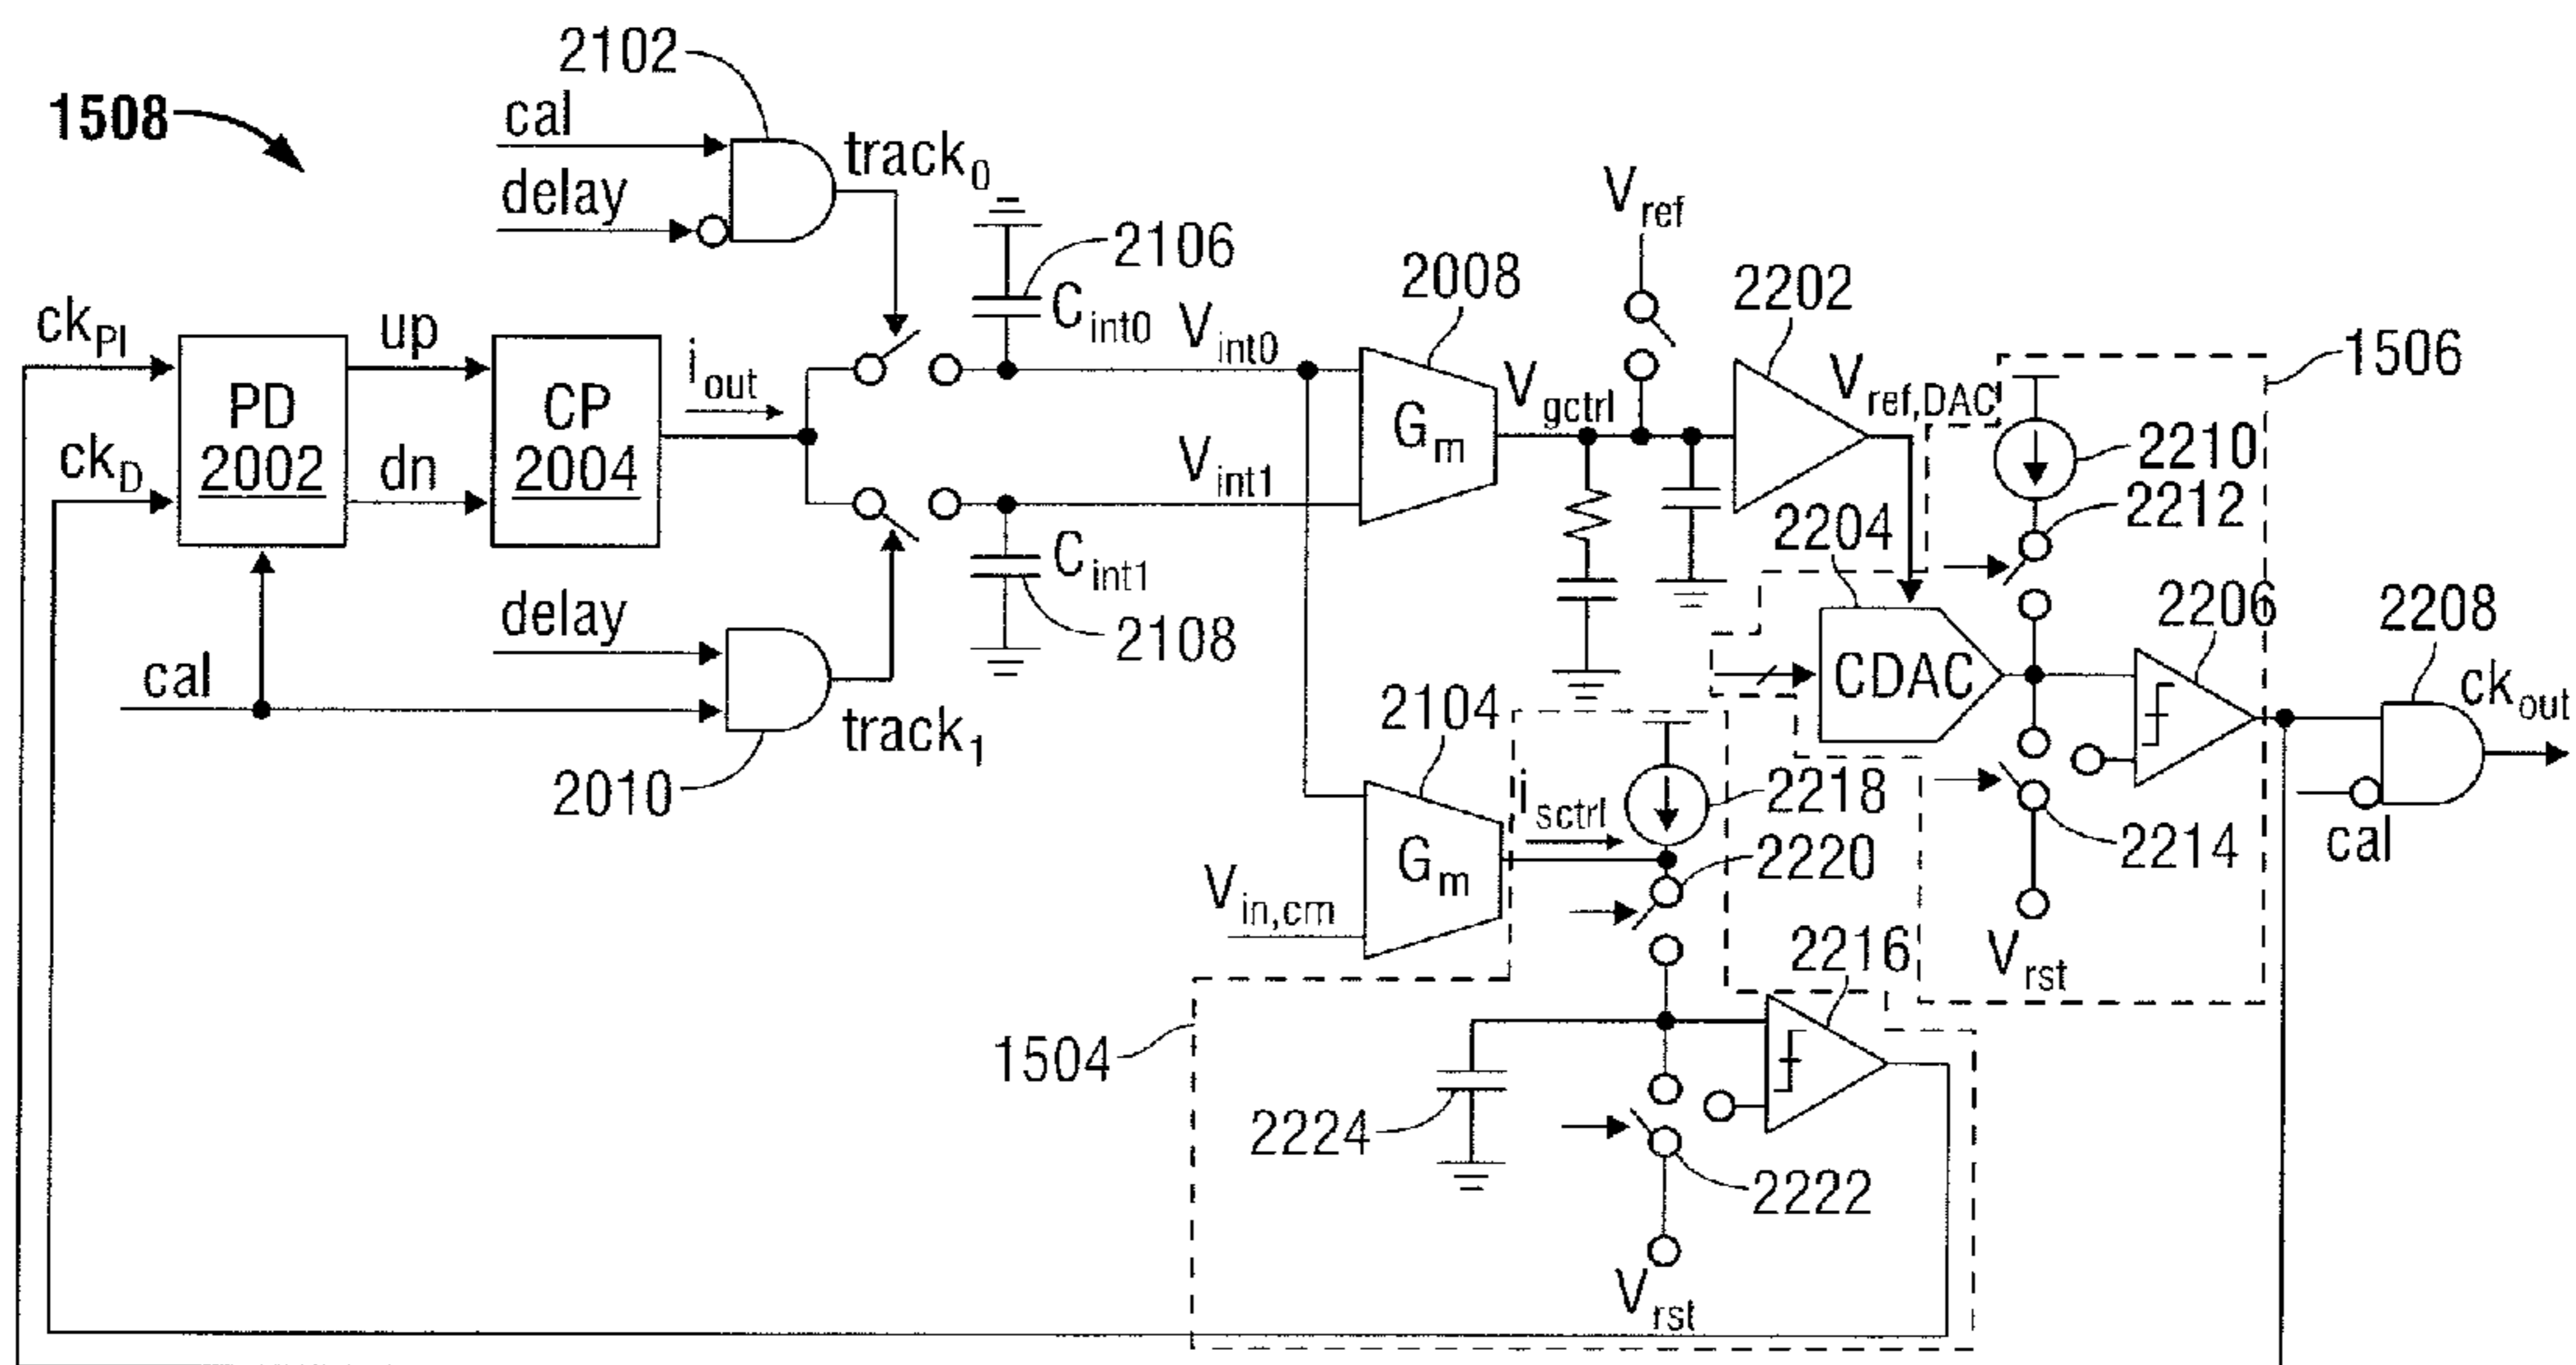 2102
1508
cal
delay
track0
Vref
2106
Cint0
2008
2202
ckPI
up
iout
Vint0
Vgctrl
Vref,DAC
1506
PD
2002
CP
2004
Gm
2210
ckD
dn
Vint1
2212
2204
Cint1
2108
2206
2208
delay
cal
CDAC
ckout
track1
2104
2010
isctrl
2218
cal
2214
Gm
2220
Vin,cm
2216
Vrst
1504
2224
2222
Vrst